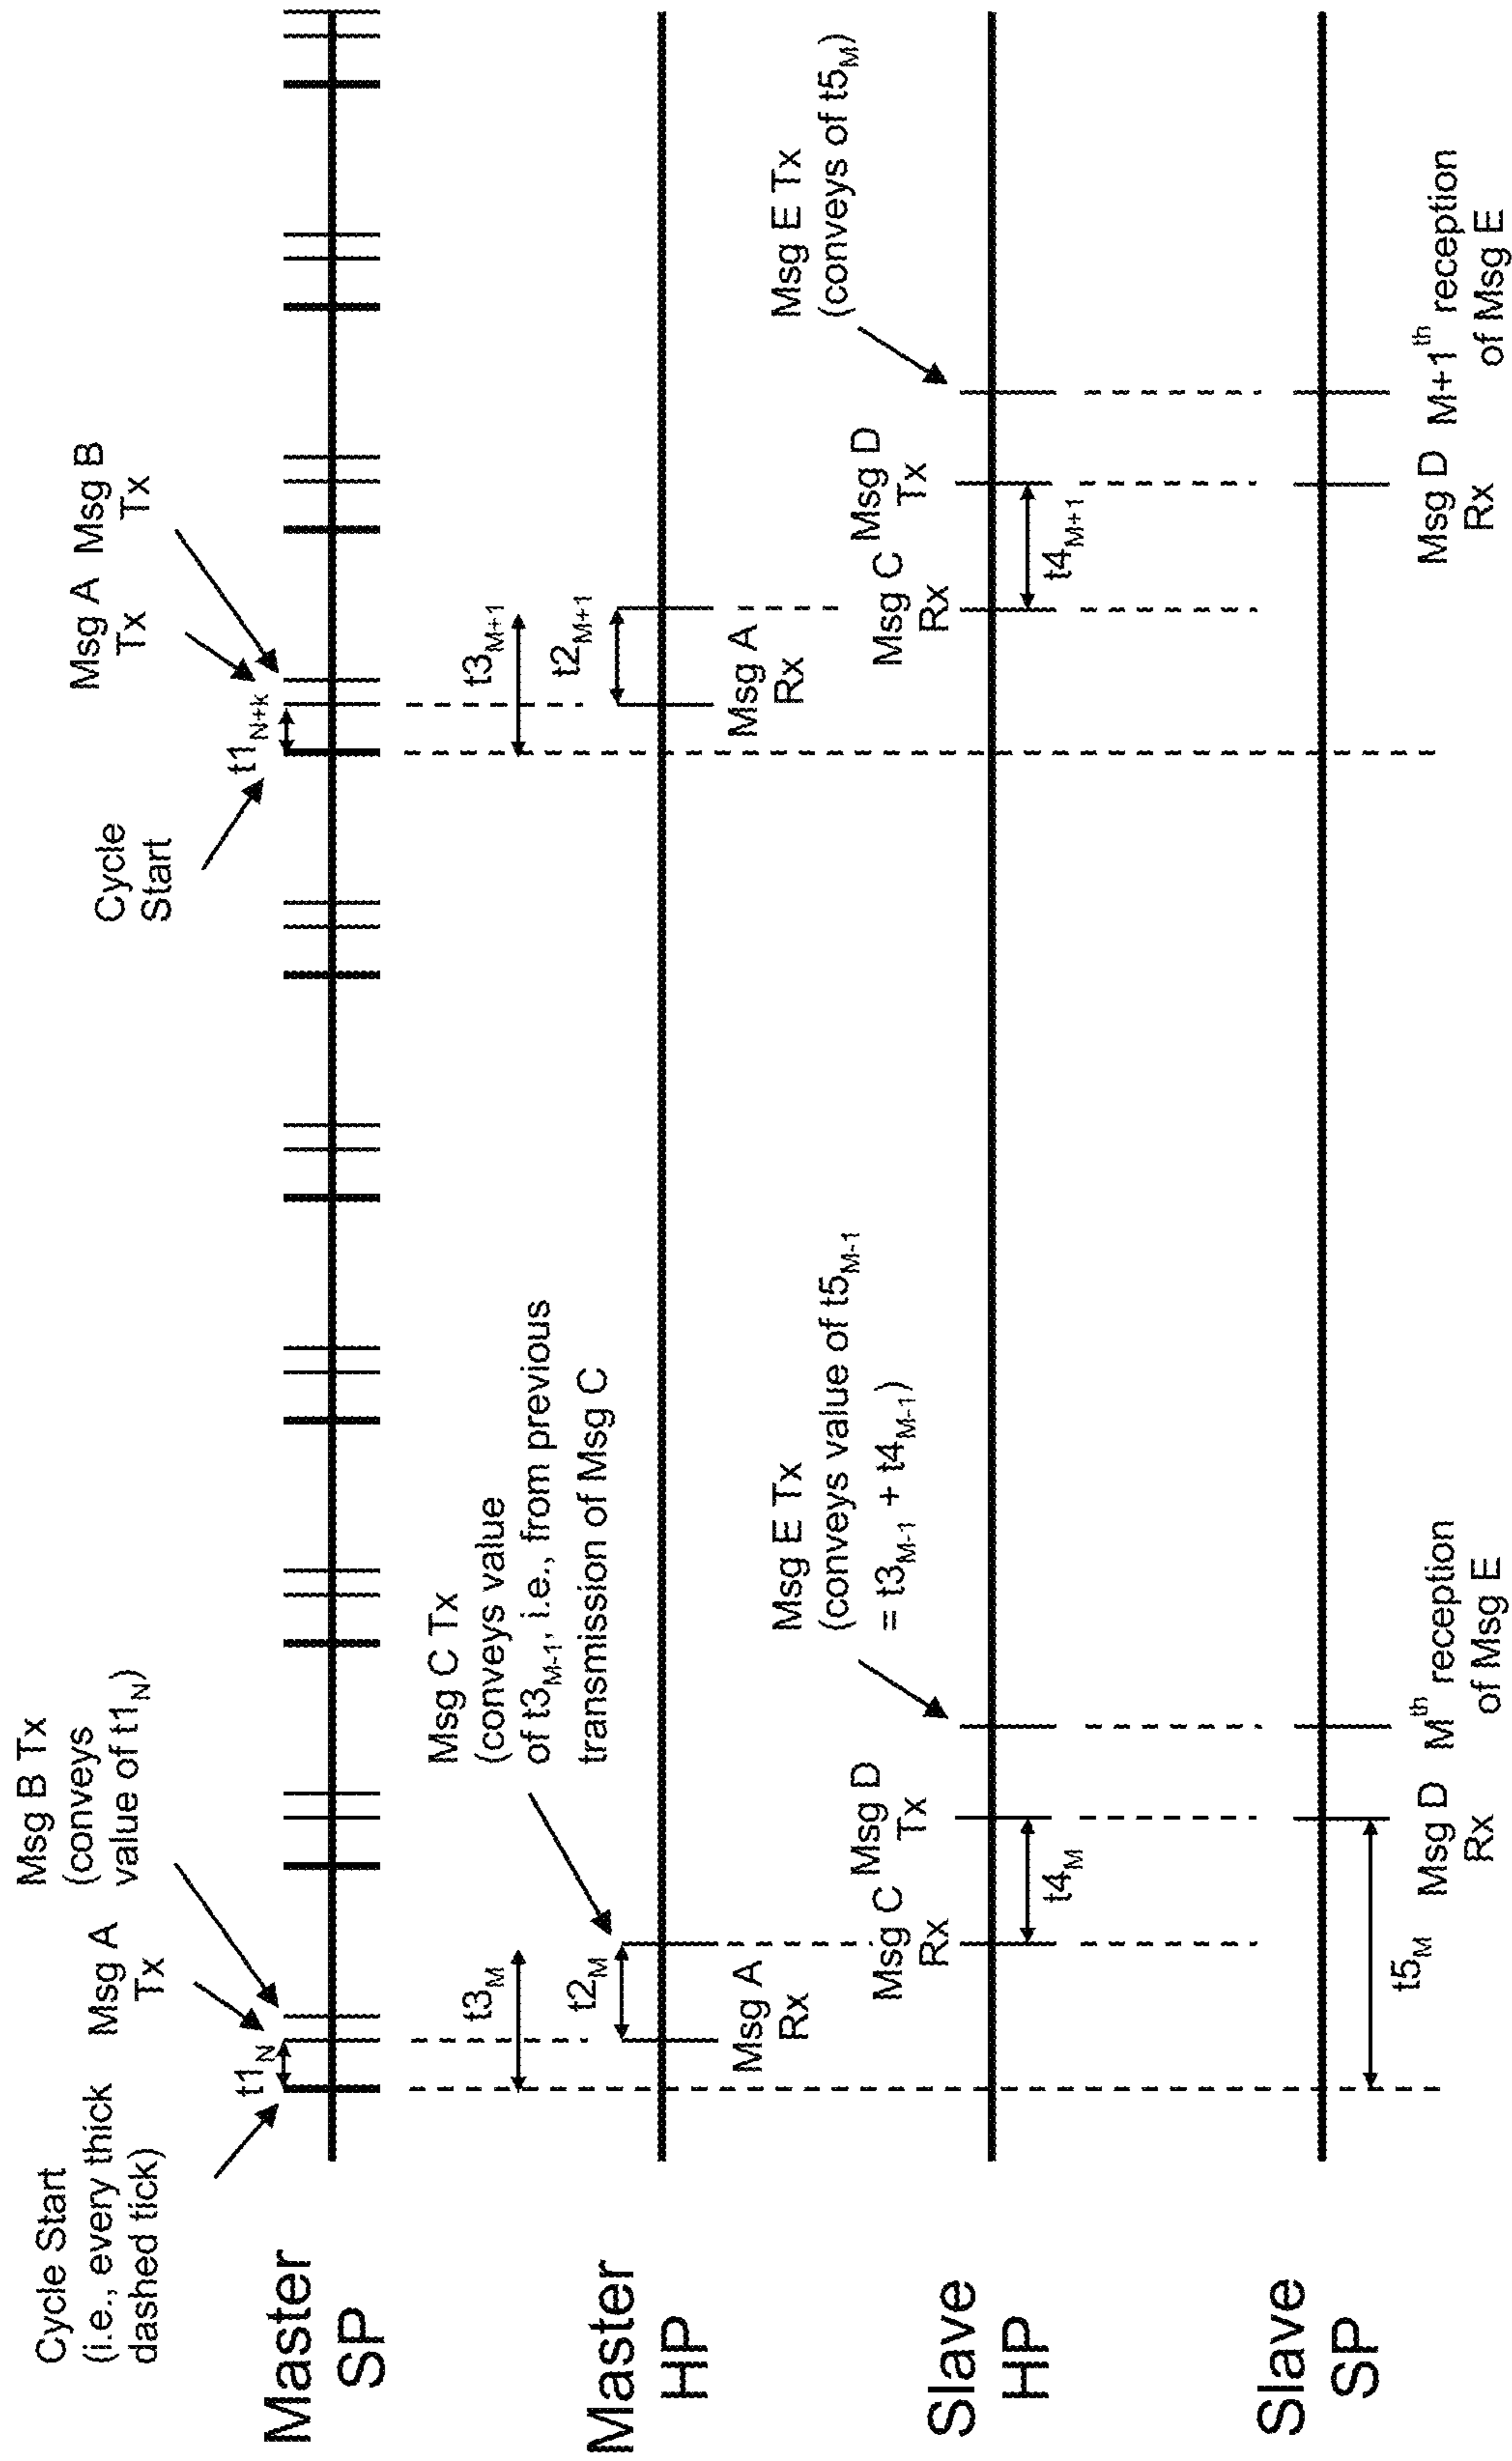 Cycle Start
(i.e., every thick
dashed tick)
t1N
Msg A
Tx
Msg B Tx
(conveys
value of t1N)
Cycle
Start
t1N+k
Msg A
Tx
Msg B
Tx
Master
SP
t3M
t2M
Msg C Tx
(conveys value
of t3M-1, i.e., from previous
transmission of Msg C
t3M+1
t2M+1
Master
HP
Msg A
Rx
Msg A
Rx
Msg C
Rx
Msg D
Tx
Msg E Tx
(conveys value of t5M-1
= t3M-1 + t4M-1)
Msg C
Rx
Msg D
Tx
Msg E Tx
(conveys of t5M)
Slave
HP
t4M
t4M+1
Slave
SP
t5M
Msg D
Rx
Mth reception
of Msg E
Msg D
Rx
M+1th reception
of Msg E